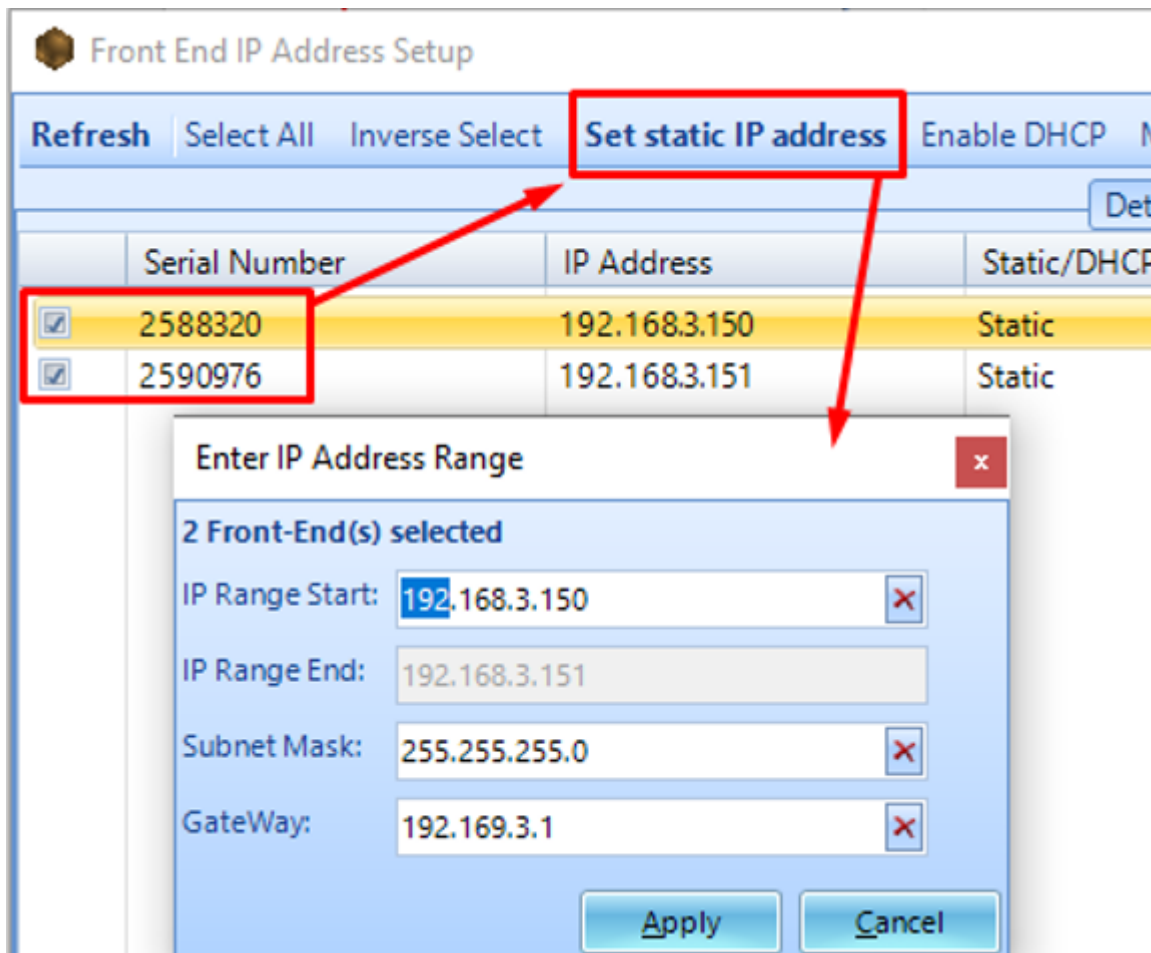 Front End IP Address Setup
Refresh Select All Inverse Select Set static IP address Enable DHCP
Serial Number IP Address Static/DHCP
2588320 192.168.3.150 Static
2590976 192.168.3.151 Static
Enter IP Address Range x
2 Front-End(s) selected
IP Range Start: 192.168.3.150
IP Range End: 192.168.3.151
Subnet Mask: 255.255.255.0
GateWay: 192.169.3.1
Apply Cancel